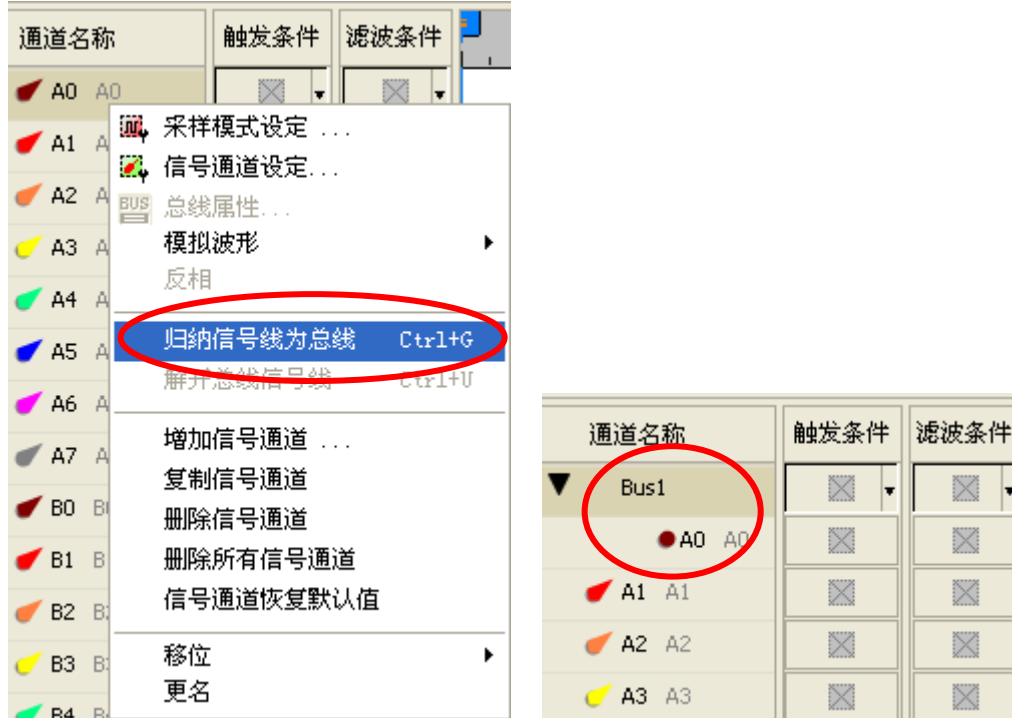 通道名称 触发条件 滤波条件
A0 A0
A1 A
A2 A
A3 A
A4 A
A5 A
A6 A
A7 A
B0 B
B1 B
B2 B
B3 B
B4 B
采样模式设定 ...
信号通道设定...
BUS 总线属性...
模拟波形
反相
归纳信号线为总线 Ctrl+G
解开总线信号线 Ctrl+U
增加信号通道 ...
复制信号通道
删除信号通道
删除所有信号通道
信号通道恢复默认值
移位
更名
通道名称 触发条件 滤波条件
Bus1
A0 A0
A1 A1
A2 A2
A3 A3